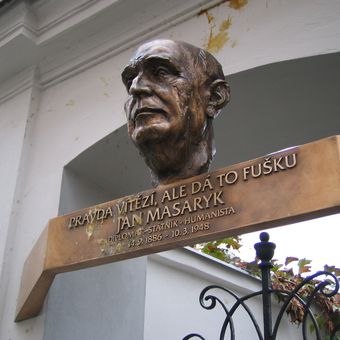 PRAVDA VÍTĚZÍ, ALE DÁ TO FUŠKU
JAN MASARYK
DIPLOMAT - STÁTNÍK - HUMANISTA
14.9.1886 - 10.3.1948